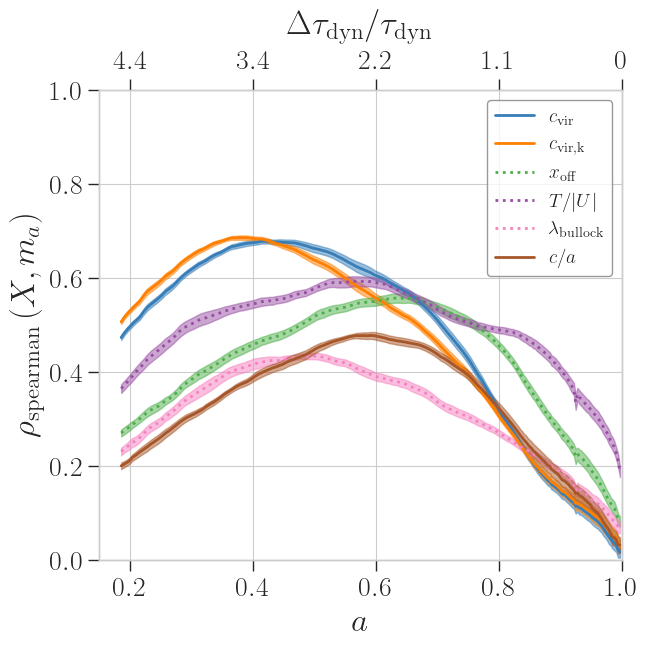 Δτ_dyn/τ_dyn
4.4 3.4 2.2 1.1 0
1.0
0.8
0.6
0.4
0.2
0.0
ρ_spearman (X, m_a)
c_vir
c_vir,k
x_off
T/|U|
λ_bullock
c/a
0.2 0.4 0.6 0.8 1.0
a